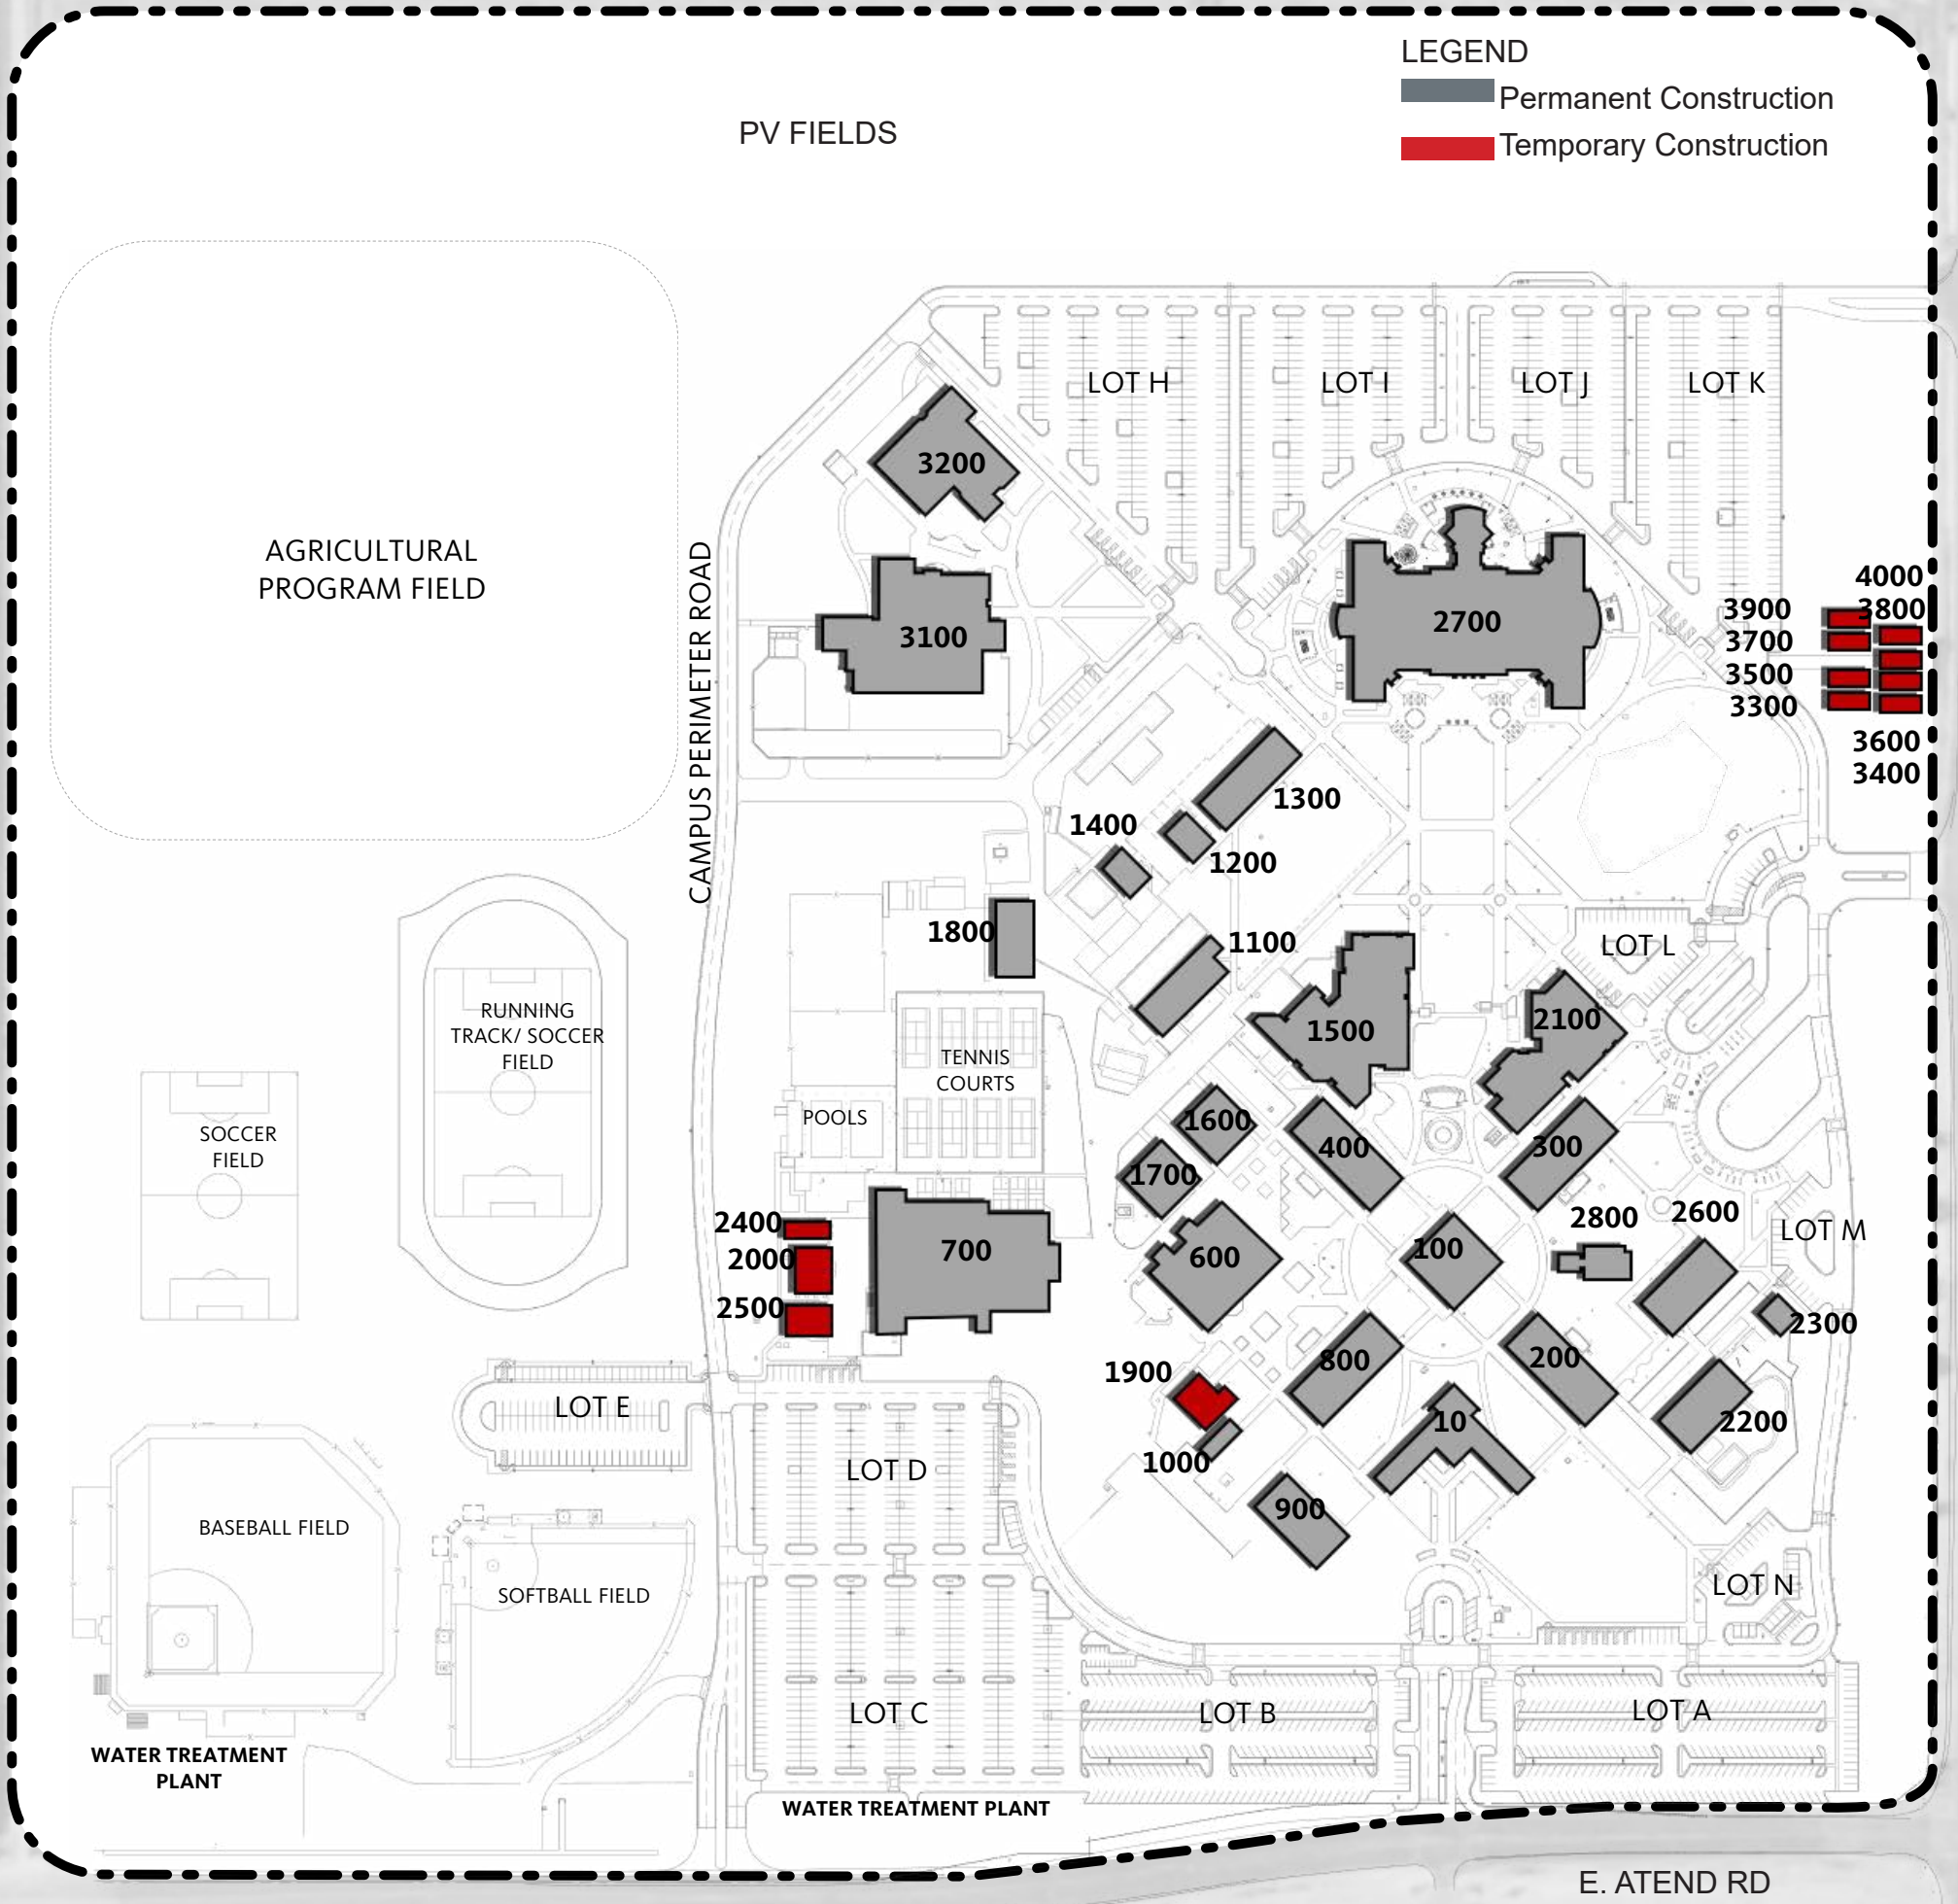 LEGEND
Permanent Construction
Temporary Construction
PV FIELDS
LOT H
LOT I
LOT J
LOT K
3200
AGRICULTURAL
PROGRAM FIELD
CAMPUS PERIMETER ROAD
3100
2700
4000
3900
3800
3700
3500
3300
3600
3400
1300
1400
1200
1800
1100
LOT L
RUNNING
TRACK/ SOCCER
FIELD
TENNIS
COURTS
POOLS
1500
2100
SOCCER
FIELD
1600
400
300
1700
2400
2000
2500
700
600
100
2800
2600
LOT M
2300
1900
800
200
LOT E
10
2200
1000
LOT D
900
BASEBALL FIELD
SOFTBALL FIELD
LOT N
LOT C
LOT B
LOT A
WATER TREATMENT
PLANT
WATER TREATMENT PLANT
E. ATEND RD